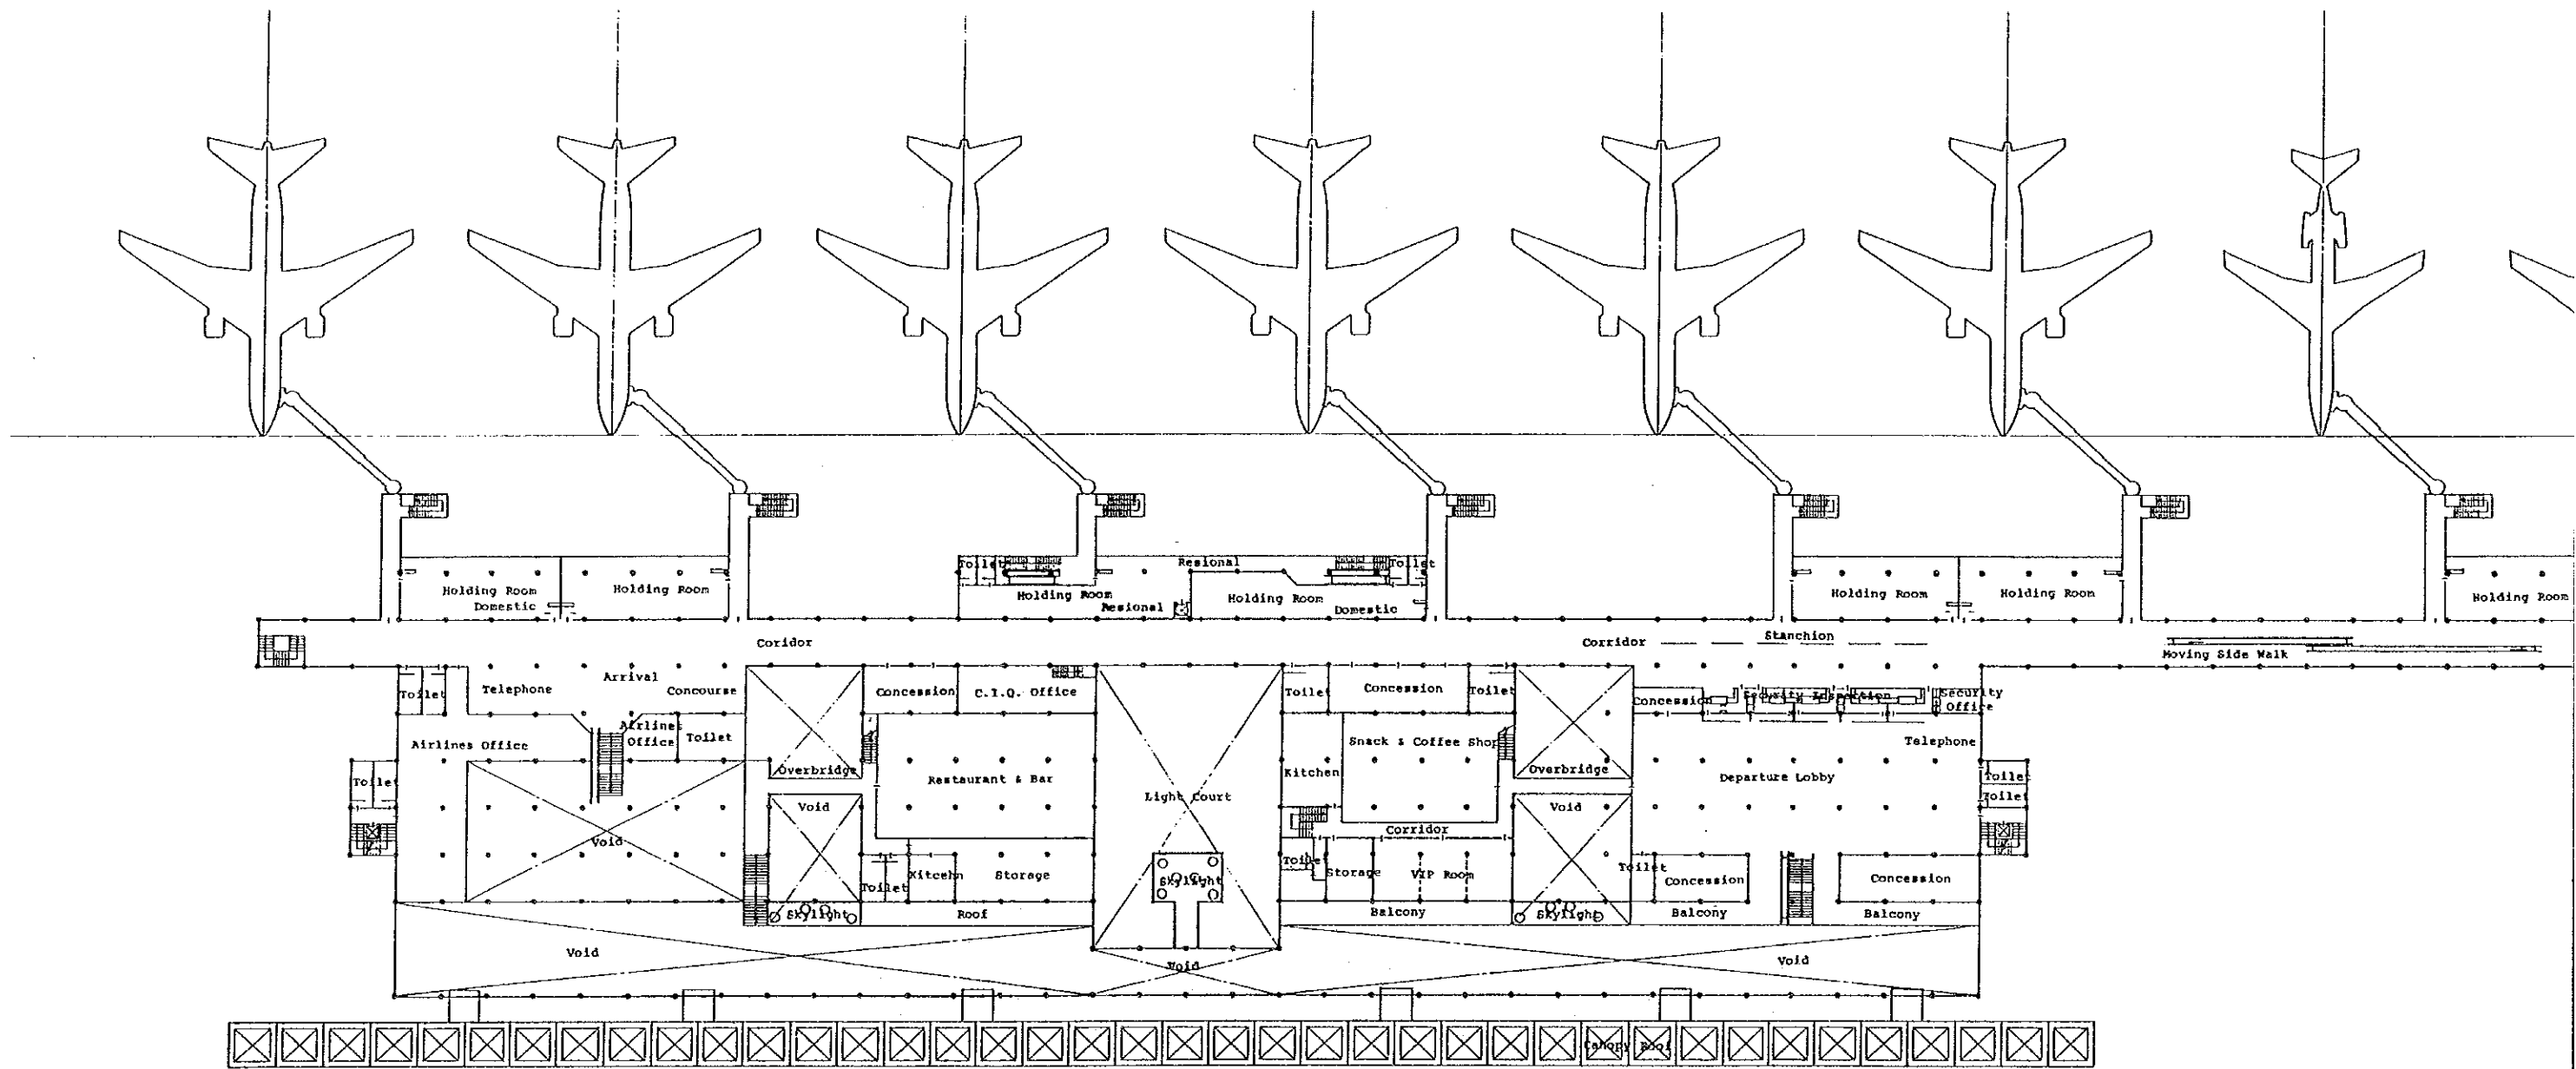 Resional
Toilet
Toilet
Holding Room
Domestic
Holding Room
Holding Room
Resional
Holding Room
Domestic
Holding Room
Holding Room
Holding Room
Coridor
Corridor
Stanchion
Moving Side Walk
Toilet
Telephone
Arrival
Concourse
Concession
C.I.Q. Office
Toilet
Concession
Toilet
Concession
Security Inspection
Security
Office
Airlines Office
Airlines
Office
Toilet
Snack & Coffee Shop
Telephone
Toilet
Overbridge
Restaurant & Bar
Kitchen
Overbridge
Departure Lobby
Toilet
Toilet
Void
Light Court
Void
Void
Corridor
Toilet
Kitcehn
Storage
Skylight
Toilet
Storage
VIP Room
Toilet
Concession
Concession
Skylight
Roof
Balcony
Skylight
Balcony
Balcony
Void
Void
Void
Canopy Roof